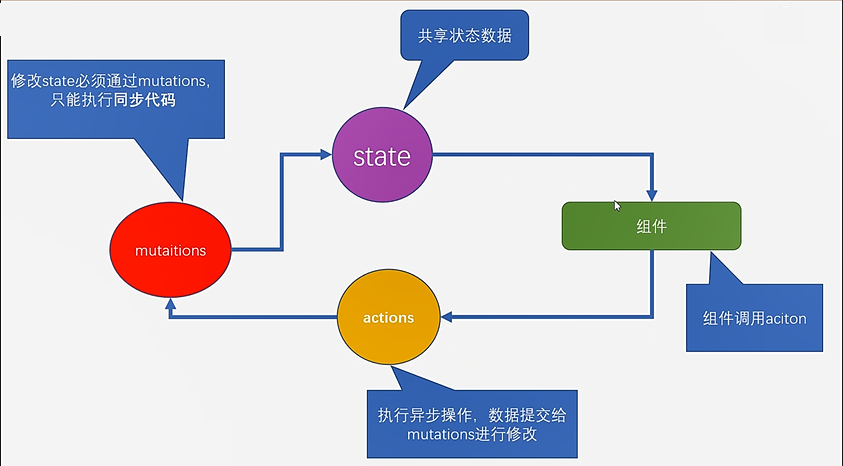 共享状态数据
修改state必须通过mutations,
只能执行同步代码
state
组件
mutaitions
actions
组件调用aciton
执行异步操作，数据提交给
mutations进行修改